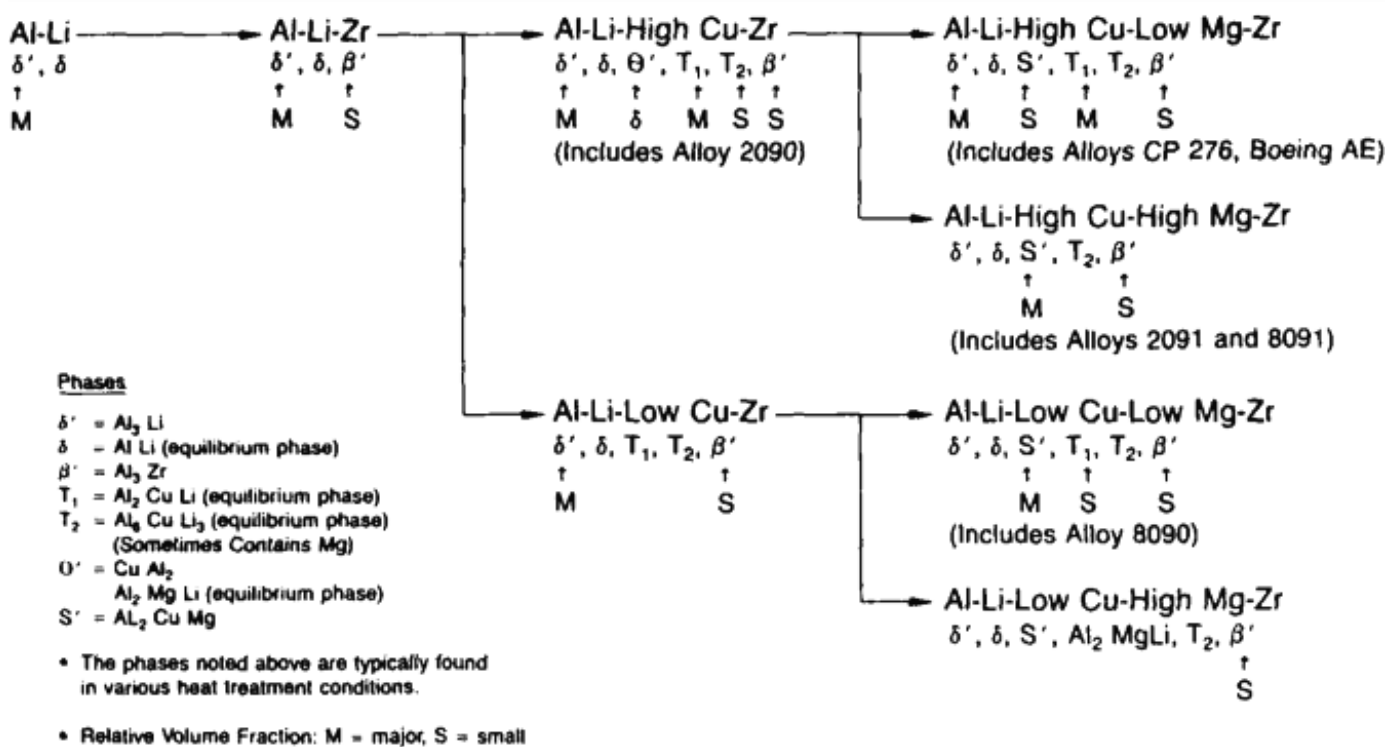 Al-Li
δ′, δ
↑
M
Al-Li-Zr
δ′, δ, β′
↑ ↑
M S
Al-Li-High Cu-Zr
δ′, δ, Θ′, T₁, T₂, β′
↑ ↑ ↑ ↑ ↑
M δ M S S
(Includes Alloy 2090)
Al-Li-High Cu-Low Mg-Zr
δ′, δ, S′, T₁, T₂, β′
↑ ↑ ↑ ↑
M S M S
(Includes Alloys CP 276, Boeing AE)
Al-Li-High Cu-High Mg-Zr
δ′, δ, S′, T₂, β′
↑ ↑
M S
(Includes Alloys 2091 and 8091)
Al-Li-Low Cu-Zr
δ′, δ, T₁, T₂, β′
↑ ↑
M S
Al-Li-Low Cu-Low Mg-Zr
δ′, δ, S′, T₁, T₂, β′
↑ ↑ ↑
M S S
(Includes Alloy 8090)
Al-Li-Low Cu-High Mg-Zr
δ′, δ, S′, Al₂ MgLi, T₂, β′
↑
S
Phases
δ′ = Al₃ Li
δ = Al Li (equilibrium phase)
β′ = Al₃ Zr
T₁ = Al₂ Cu Li (equilibrium phase)
T₂ = Al₆ Cu Li₃ (equilibrium phase)
(Sometimes Contains Mg)
Θ′ = Cu Al₂
Al₂ Mg Li (equilibrium phase)
S′ = AL₂ Cu Mg
• The phases noted above are typically found
in various heat treatment conditions.
• Relative Volume Fraction: M = major, S = small